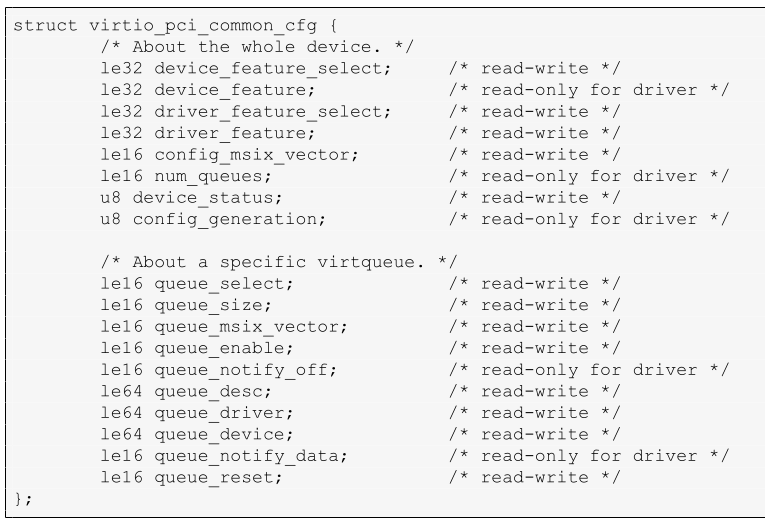 struct virtio_pci_common_cfg {
        /* About the whole device. */
        le32 device_feature_select;     /* read-write */
        le32 device_feature;            /* read-only for driver */
        le32 driver_feature_select;     /* read-write */
        le32 driver_feature;            /* read-write */
        le16 config_msix_vector;        /* read-write */
        le16 num_queues;                /* read-only for driver */
        u8 device_status;               /* read-write */
        u8 config_generation;           /* read-only for driver */

        /* About a specific virtqueue. */
        le16 queue_select;              /* read-write */
        le16 queue_size;                /* read-write */
        le16 queue_msix_vector;         /* read-write */
        le16 queue_enable;              /* read-write */
        le16 queue_notify_off;          /* read-only for driver */
        le64 queue_desc;                /* read-write */
        le64 queue_driver;              /* read-write */
        le64 queue_device;              /* read-write */
        le16 queue_notify_data;         /* read-only for driver */
        le16 queue_reset;               /* read-write */
};